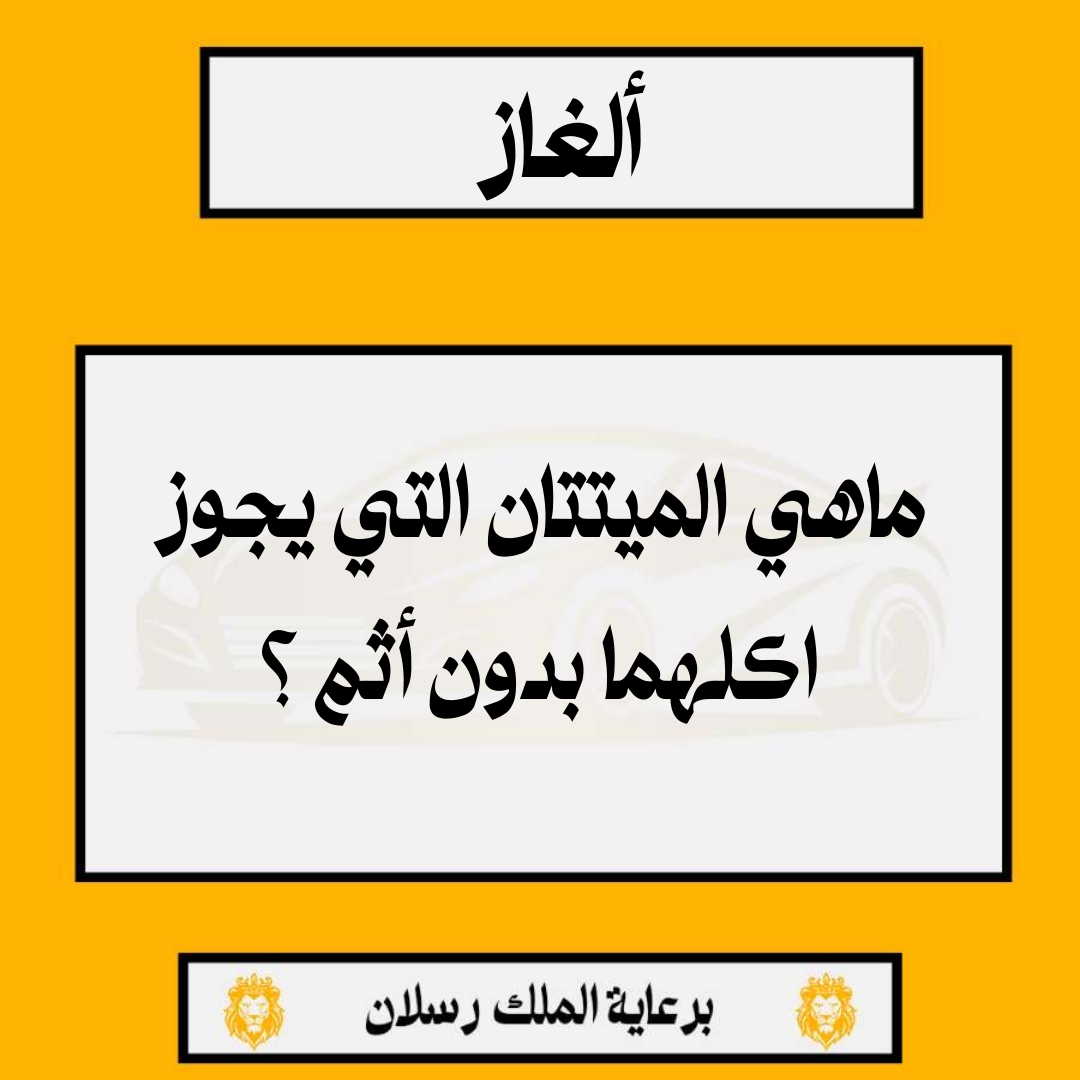 ألغاز
ماهي الميتتان التي يجوز
اكلهما بدون أثم ؟
برعاية الملك رسلان